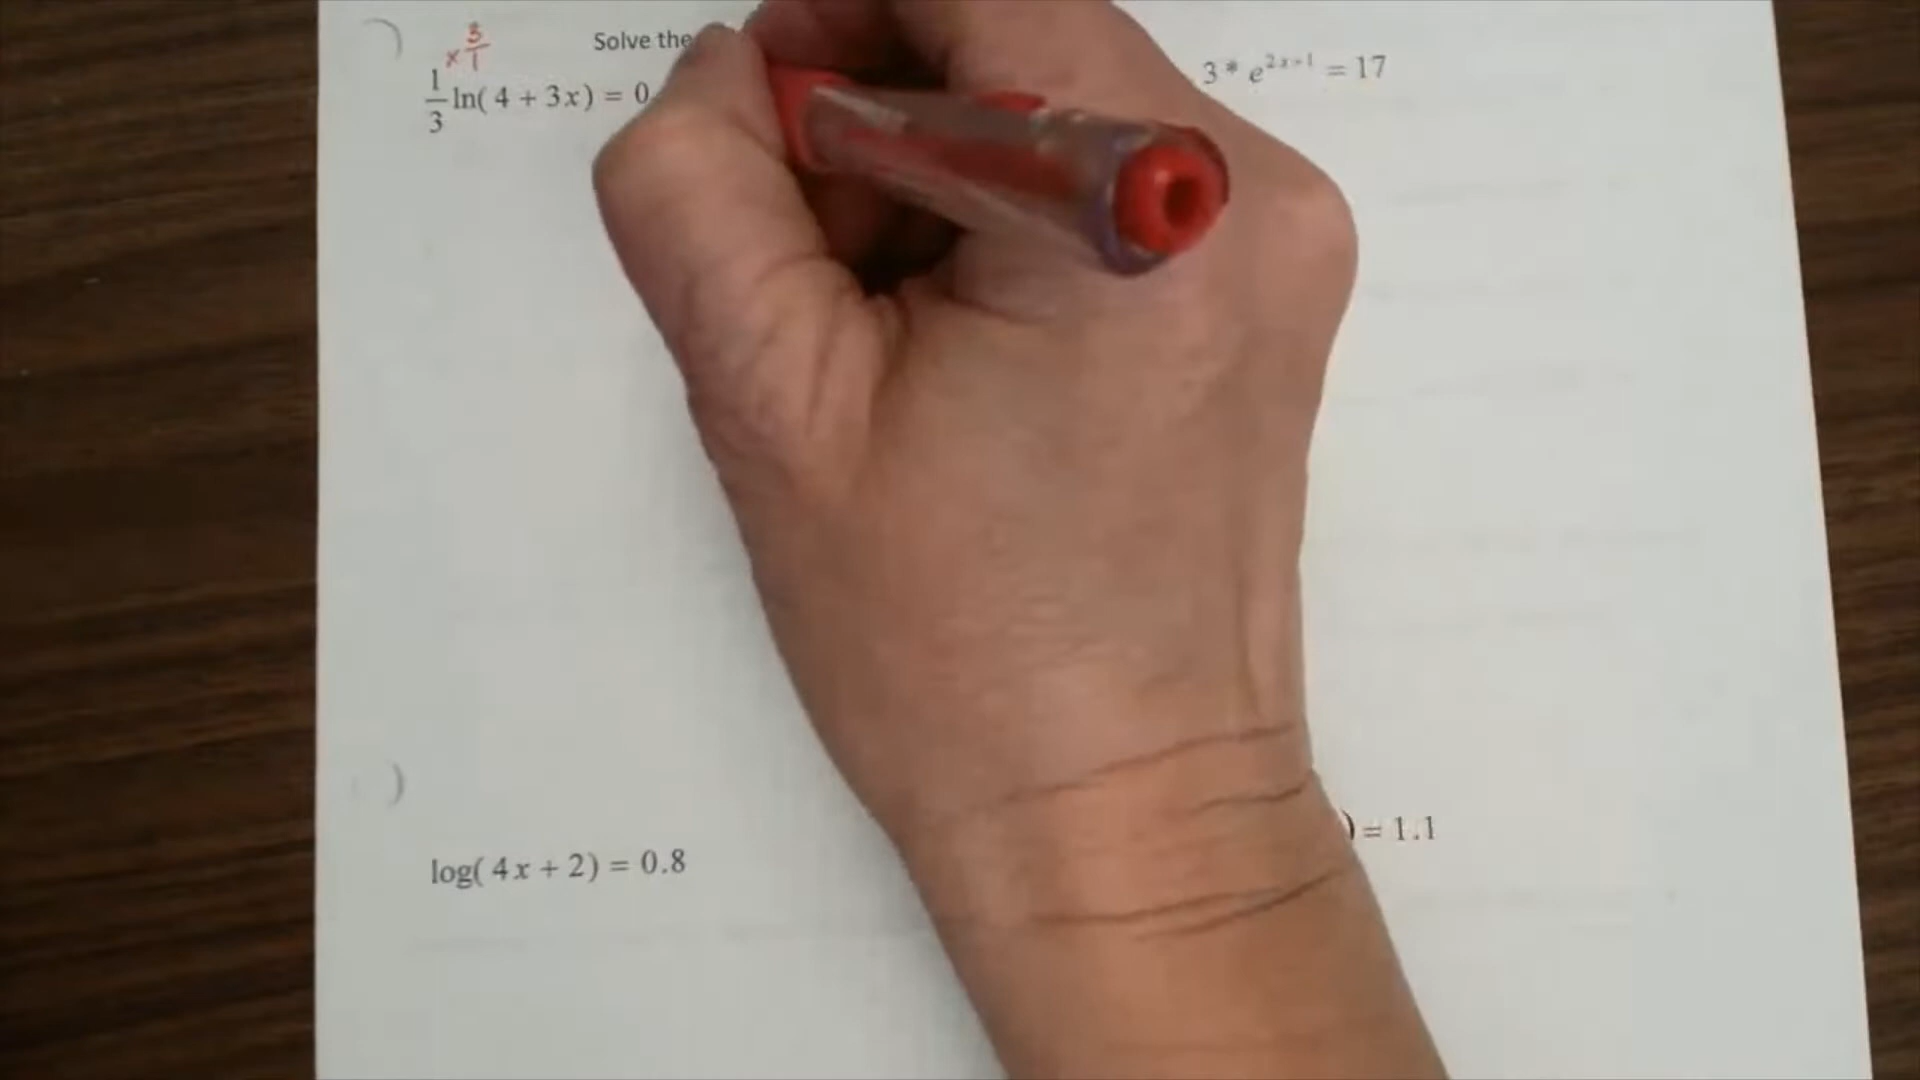 × 3/1
Solve the
1/3 ln( 4 + 3x) = 0.
3 * e^{2x+1} = 17
log( 4x + 2) = 0.8
) = 1.1